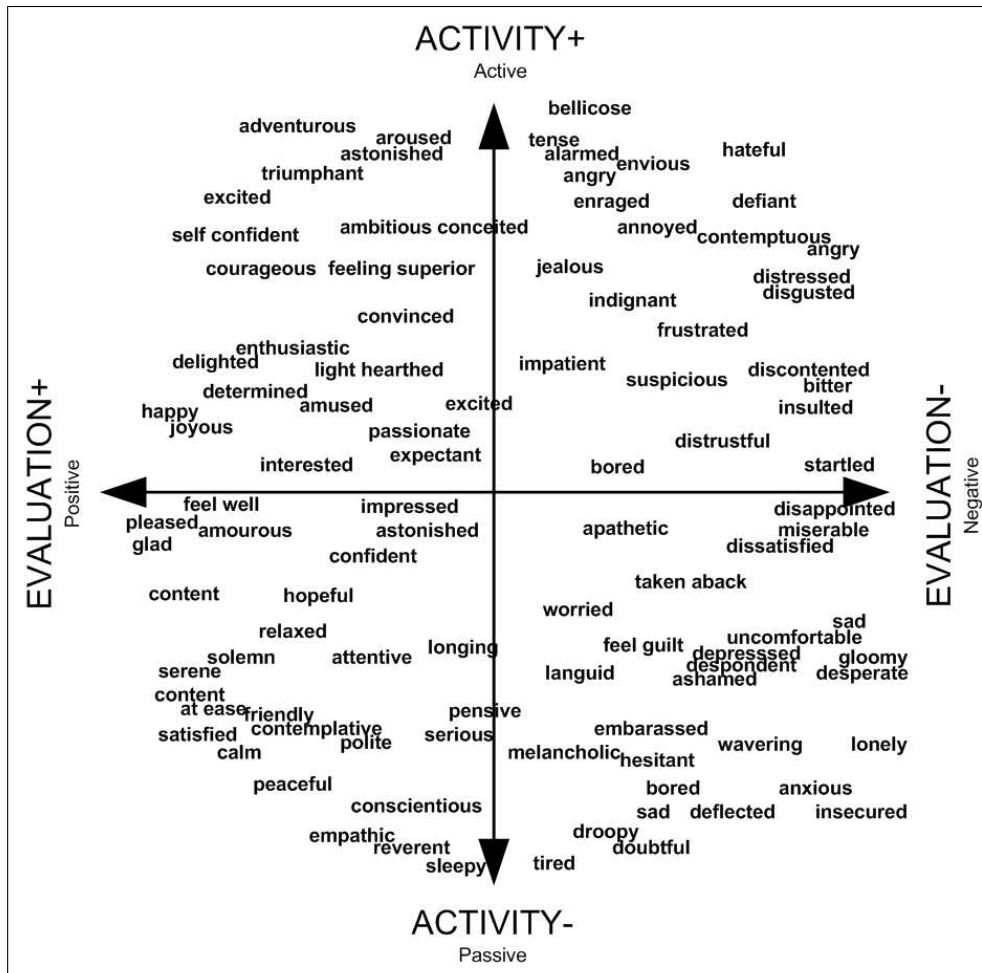 ACTIVITY+
Active
bellicose
adventurous
aroused
tense
astonished
alarmed
hateful
envious
triumphant
angry
excited
enraged
defiant
ambitious conceited
annoyed
self confident
contemptuous
angry
courageous
feeling superior
jealous
distressed
disgusted
indignant
convinced
frustrated
enthusiastic
delighted
light hearthed
impatient
discontented
suspicious
bitter
determined
amused
excited
insulted
happy
joyous
passionate
distrustful
expectant
interested
bored
startled
EVALUATION+
Positive
EVALUATION-
Negative
feel well
impressed
disappointed
pleased
amourous
astonished
apathetic
miserable
glad
confident
dissatisfied
taken aback
content
hopeful
worried
sad
relaxed
uncomfortable
longing
feel guilt
depresssed
solemn
attentive
despondent
gloomy
serene
languid
ashamed
desperate
content
at ease
friendly
pensive
contemplative
embarassed
satisfied
polite
serious
wavering
lonely
calm
melancholic
hesitant
peaceful
bored
anxious
conscientious
sad
deflected
insecured
empathic
droopy
reverent
doubtful
sleepy
tired
ACTIVITY-
Passive